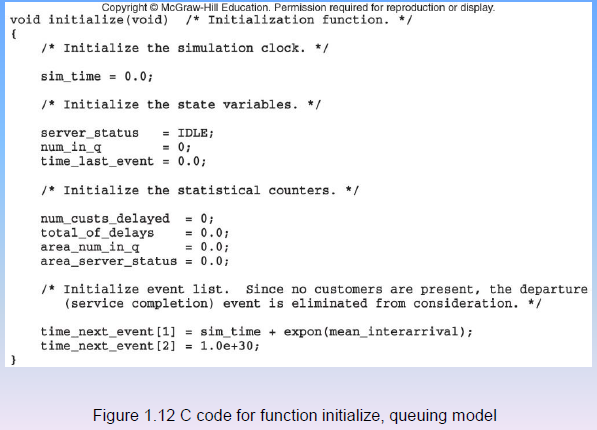 Copyright © McGraw-Hill Education. Permission required for reproduction or display.
void initialize(void)  /* Initialization function. */
{
    /* Initialize the simulation clock. */
    sim_time = 0.0;
    /* Initialize the state variables. */
    server_status   = IDLE;
    num_in_q        = 0;
    time_last_event = 0.0;
    /* Initialize the statistical counters. */
    num_custs_delayed  = 0;
    total_of_delays    = 0.0;
    area_num_in_q      = 0.0;
    area_server_status = 0.0;
    /* Initialize event list.  Since no customers are present, the departure
       (service completion) event is eliminated from consideration. */
    time_next_event[1] = sim_time + expon(mean_interarrival);
    time_next_event[2] = 1.0e+30;
}
Figure 1.12 C code for function initialize, queuing model